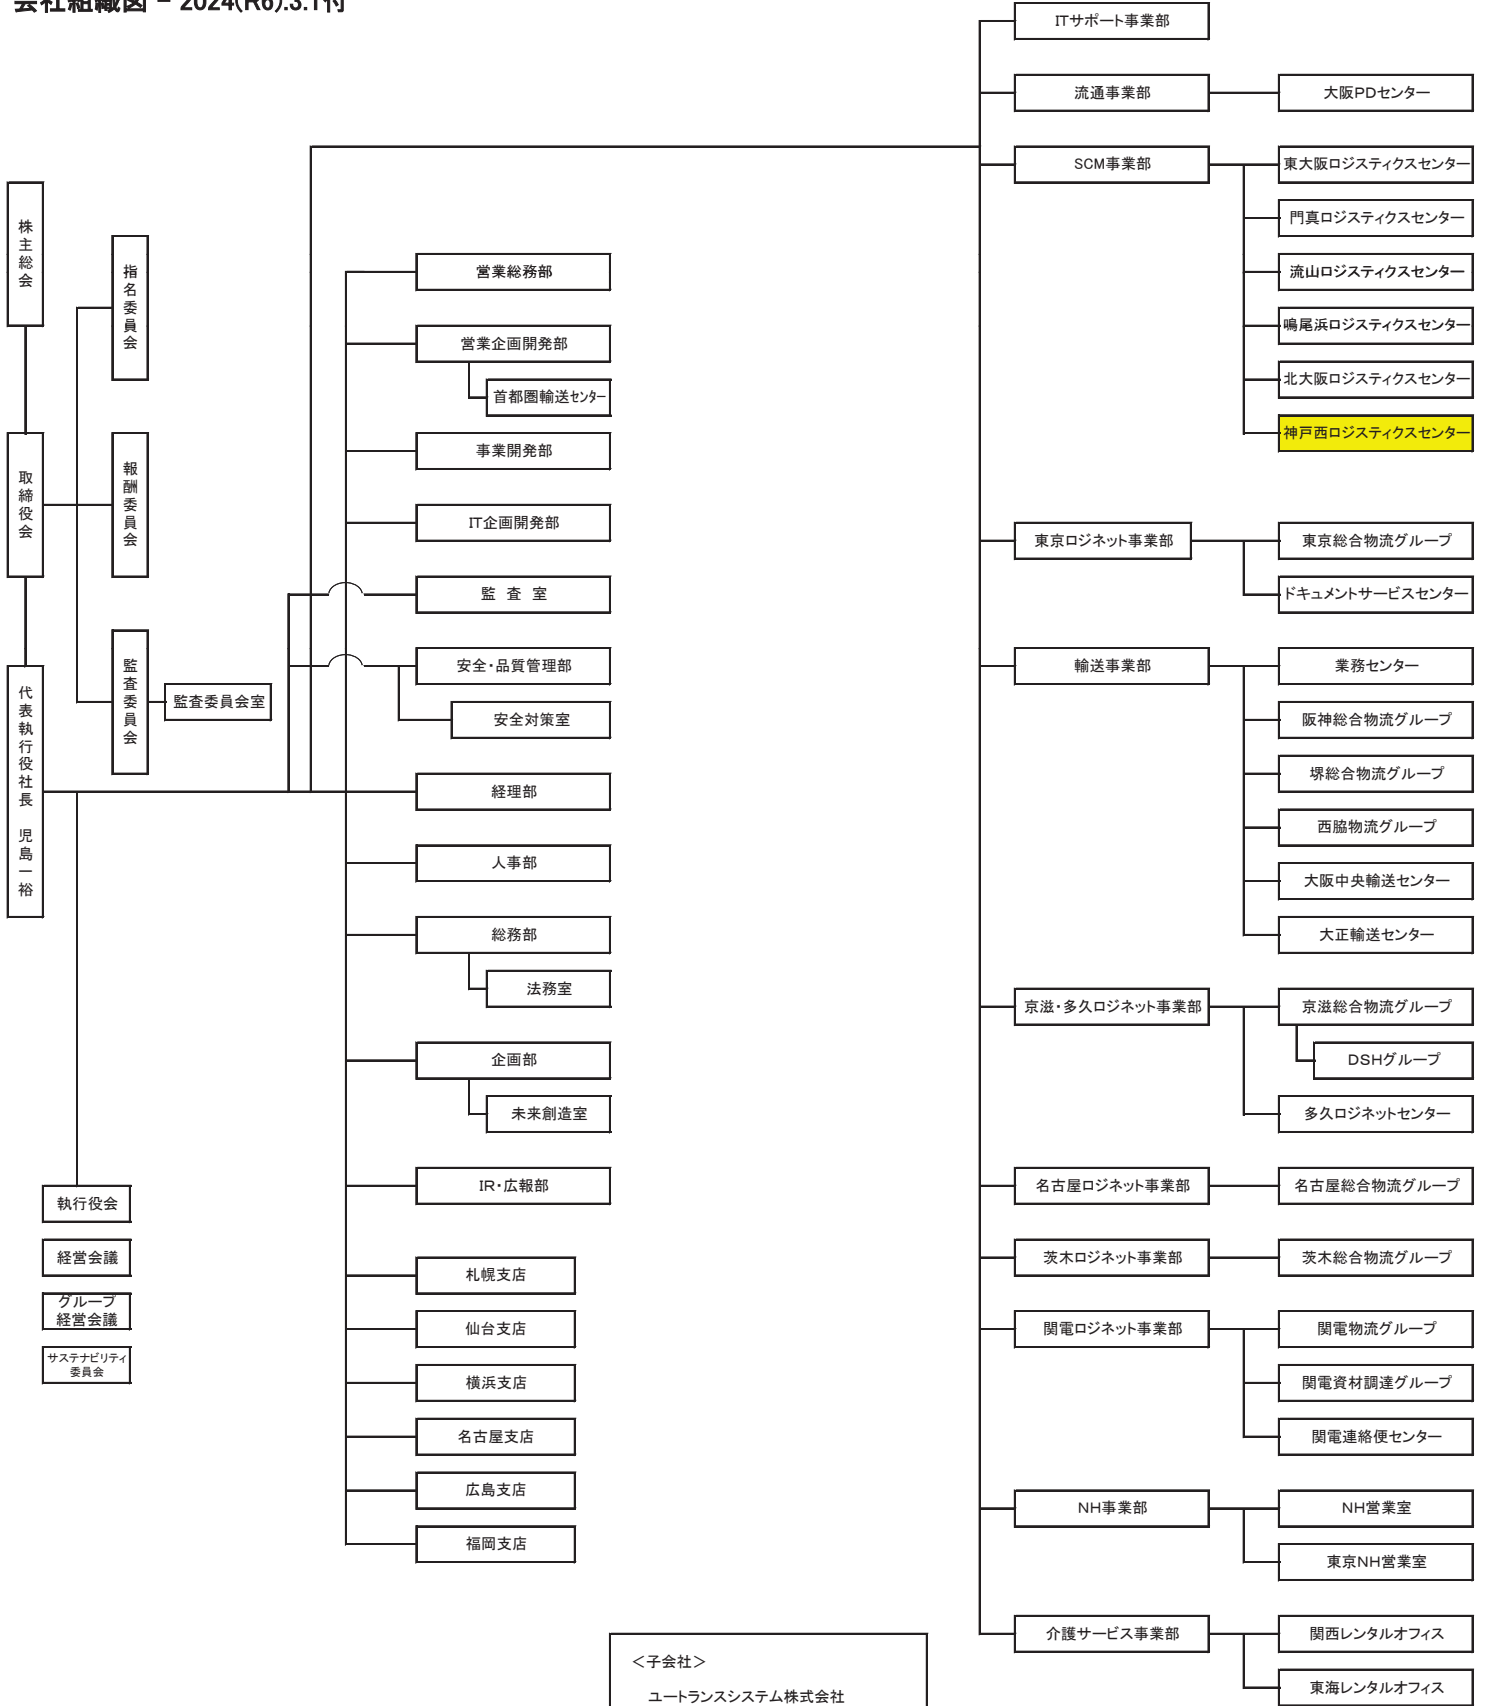 会社組織図 - 2024(R6).3.1付
株主総会
取締役会
代表執行役社長　児島一裕
指名委員会
報酬委員会
監査委員会
監査委員会室
執行役会
経営会議
グループ
経営会議
サステナビリティ
委員会
営業総務部
営業企画開発部
首都圏輸送センター
事業開発部
IT企画開発部
監 査 室
安全・品質管理部
安全対策室
経理部
人事部
総務部
法務室
企画部
未来創造室
IR・広報部
札幌支店
仙台支店
横浜支店
名古屋支店
広島支店
福岡支店
ITサポート事業部
流通事業部
大阪PDセンター
SCM事業部
東大阪ロジスティクスセンター
門真ロジスティクスセンター
流山ロジスティクスセンター
鳴尾浜ロジスティクスセンター
北大阪ロジスティクスセンター
神戸西ロジスティクスセンター
東京ロジネット事業部
東京総合物流グループ
ドキュメントサービスセンター
輸送事業部
業務センター
阪神総合物流グループ
堺総合物流グループ
西脇物流グループ
大阪中央輸送センター
大正輸送センター
京滋・多久ロジネット事業部
京滋総合物流グループ
DSHグループ
多久ロジネットセンター
名古屋ロジネット事業部
名古屋総合物流グループ
茨木ロジネット事業部
茨木総合物流グループ
関電ロジネット事業部
関電物流グループ
関電資材調達グループ
関電連絡便センター
NH事業部
NH営業室
東京NH営業室
介護サービス事業部
関西レンタルオフィス
東海レンタルオフィス
＜子会社＞
ユートランスシステム株式会社